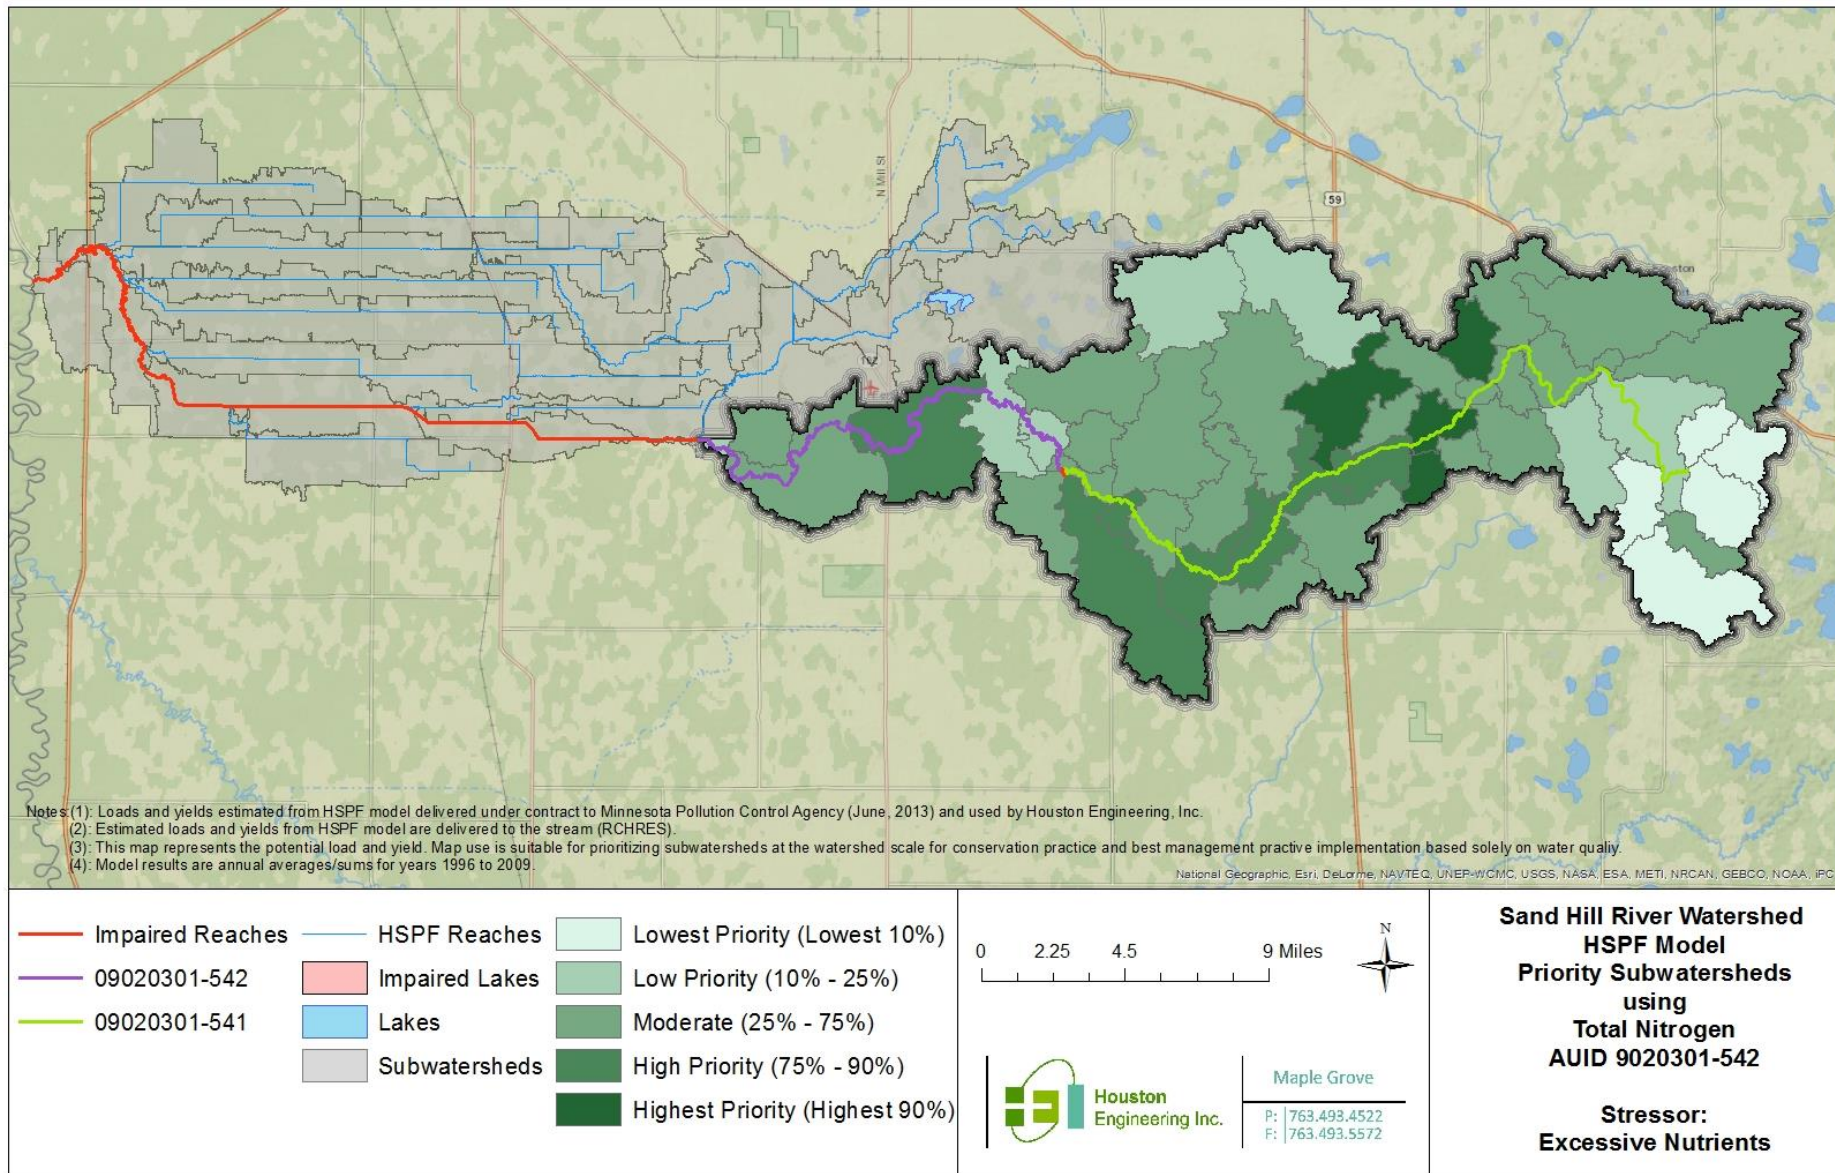 N Mill St
59
ston
102
Notes:(1): Loads and yields estimated from HSPF model delivered under contract to Minnesota Pollution Control Agency (June, 2013) and used by Houston Engineering, Inc.
(2): Estimated loads and yields from HSPF model are delivered to the stream (RCHRES).
(3): This map represents the potential load and yield. Map use is suitable for prioritizing subwatersheds at the watershed scale for conservation practice and best management practive implementation based solely on water qualiy.
(4): Model results are annual averages/sums for years 1996 to 2009.
National Geographic, Esri, DeLorme, NAVTEQ, UNEP-WCMC, USGS, NASA, ESA, METI, NRCAN, GEBCO, NOAA, iPC
Impaired Reaches
09020301-542
09020301-541
HSPF Reaches
Impaired Lakes
Lakes
Subwatersheds
Lowest Priority (Lowest 10%)
Low Priority (10% - 25%)
Moderate (25% - 75%)
High Priority (75% - 90%)
Highest Priority (Highest 90%)
0 2.25 4.5 9 Miles
N
Houston
Engineering Inc.
Maple Grove
P: 763.493.4522
F: 763.493.5572
Sand Hill River Watershed
HSPF Model
Priority Subwatersheds
using
Total Nitrogen
AUID 9020301-542
Stressor:
Excessive Nutrients